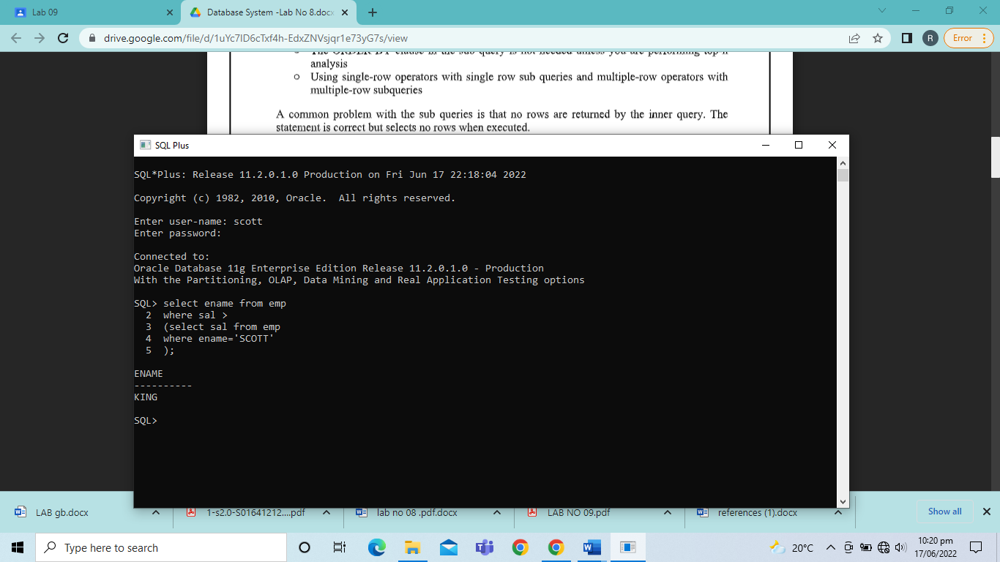 Lab 09
Database System -Lab No 8.docx
drive.google.com/file/d/1uYc7ID6cTxf4h-EdxZNVsjqr1e73yG7s/view
R
Error
The ORDER BY clause in the sub query is not needed unless you are performing top n
analysis
Using single-row operators with single row sub queries and multiple-row operators with
multiple-row subqueries
A common problem with the sub queries is that no rows are returned by the inner query. The
statement is correct but selects no rows when executed.
SQL Plus
SQL*Plus: Release 11.2.0.1.0 Production on Fri Jun 17 22:18:04 2022
Copyright (c) 1982, 2010, Oracle.  All rights reserved.
Enter user-name: scott
Enter password:
Connected to:
Oracle Database 11g Enterprise Edition Release 11.2.0.1.0 - Production
With the Partitioning, OLAP, Data Mining and Real Application Testing options
SQL> select ename from emp
2  where sal >
3  (select sal from emp
4  where ename='SCOTT'
5  );
ENAME
----------
KING
SQL>
LAB gb.docx
1-s2.0-S01641212....pdf
lab no 08 .pdf.docx
LAB NO 09.pdf
references (1).docx
Show all
Type here to search
20°C
10:20 pm
17/06/2022